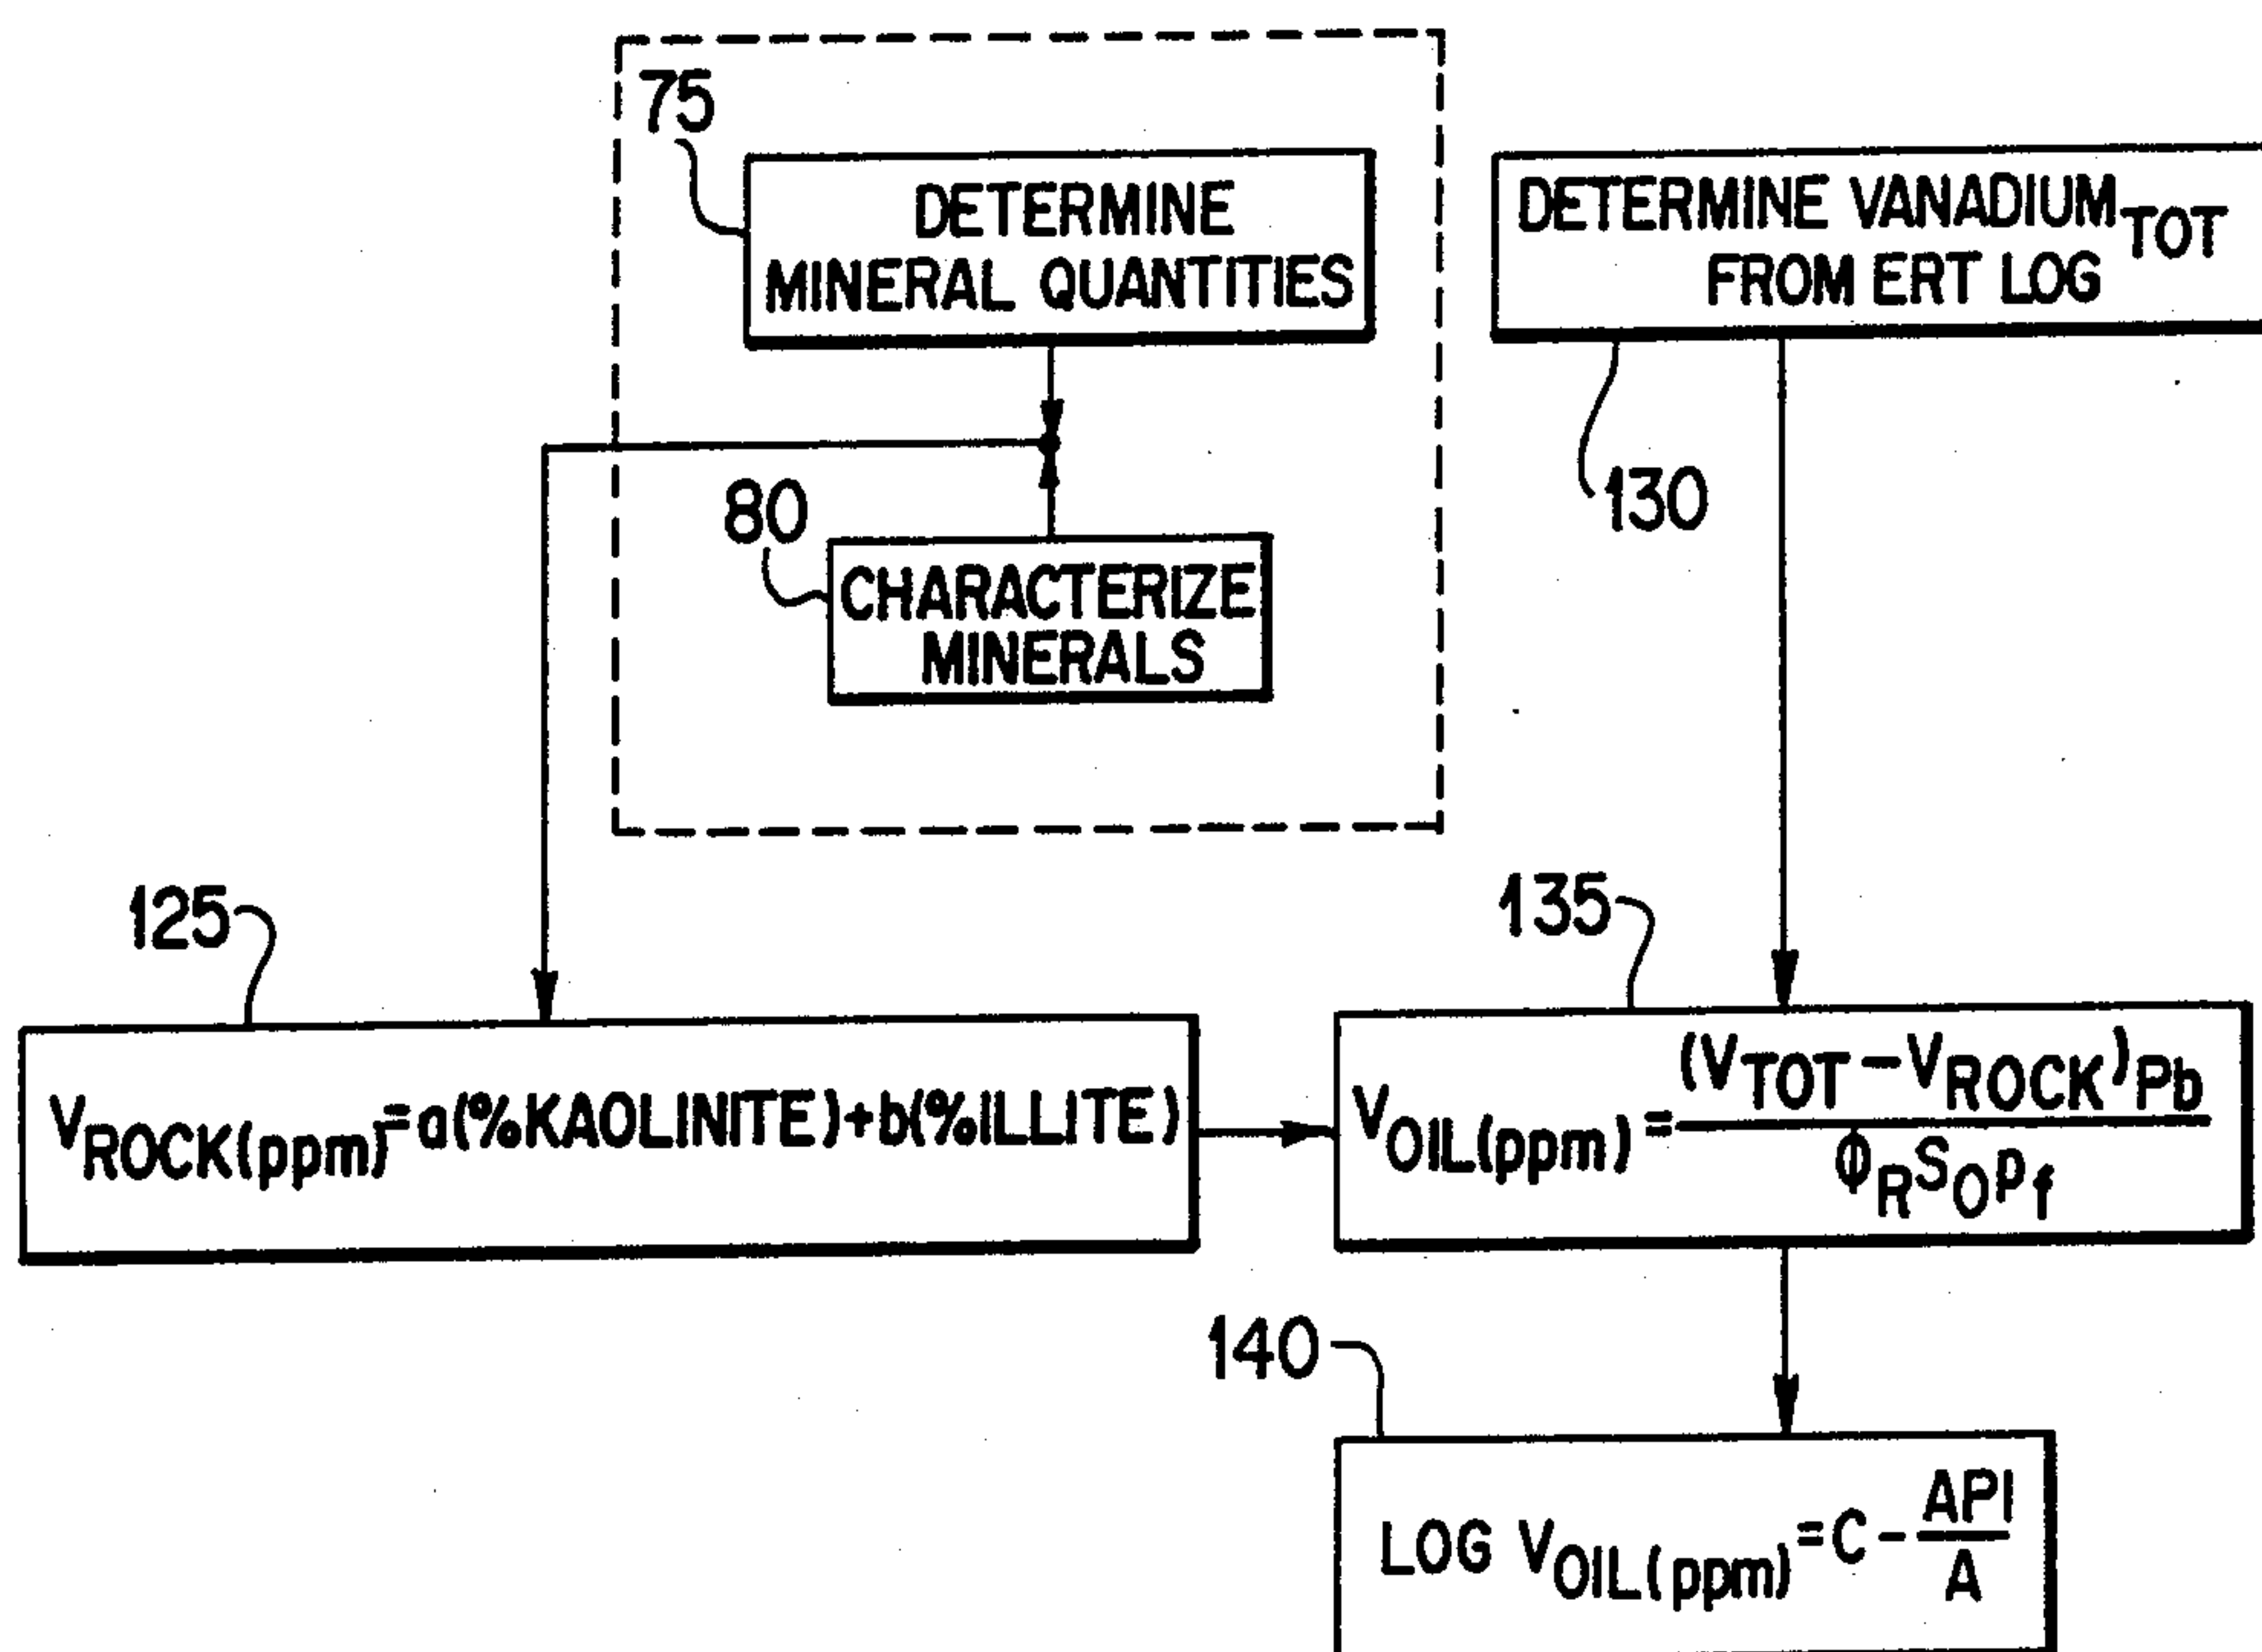 75
DETERMINE
MINERAL QUANTITIES
DETERMINE VANADIUM TOT
FROM ERT LOG
130
80
CHARACTERIZE
MINERALS
125
135
V ROCK(ppm) = a(%KAOLINITE)+b(%ILLITE)
V OIL(ppm) = (V TOT - V ROCK) Pb
Φ R S O P f
140
LOG V OIL(ppm) = C - API
A